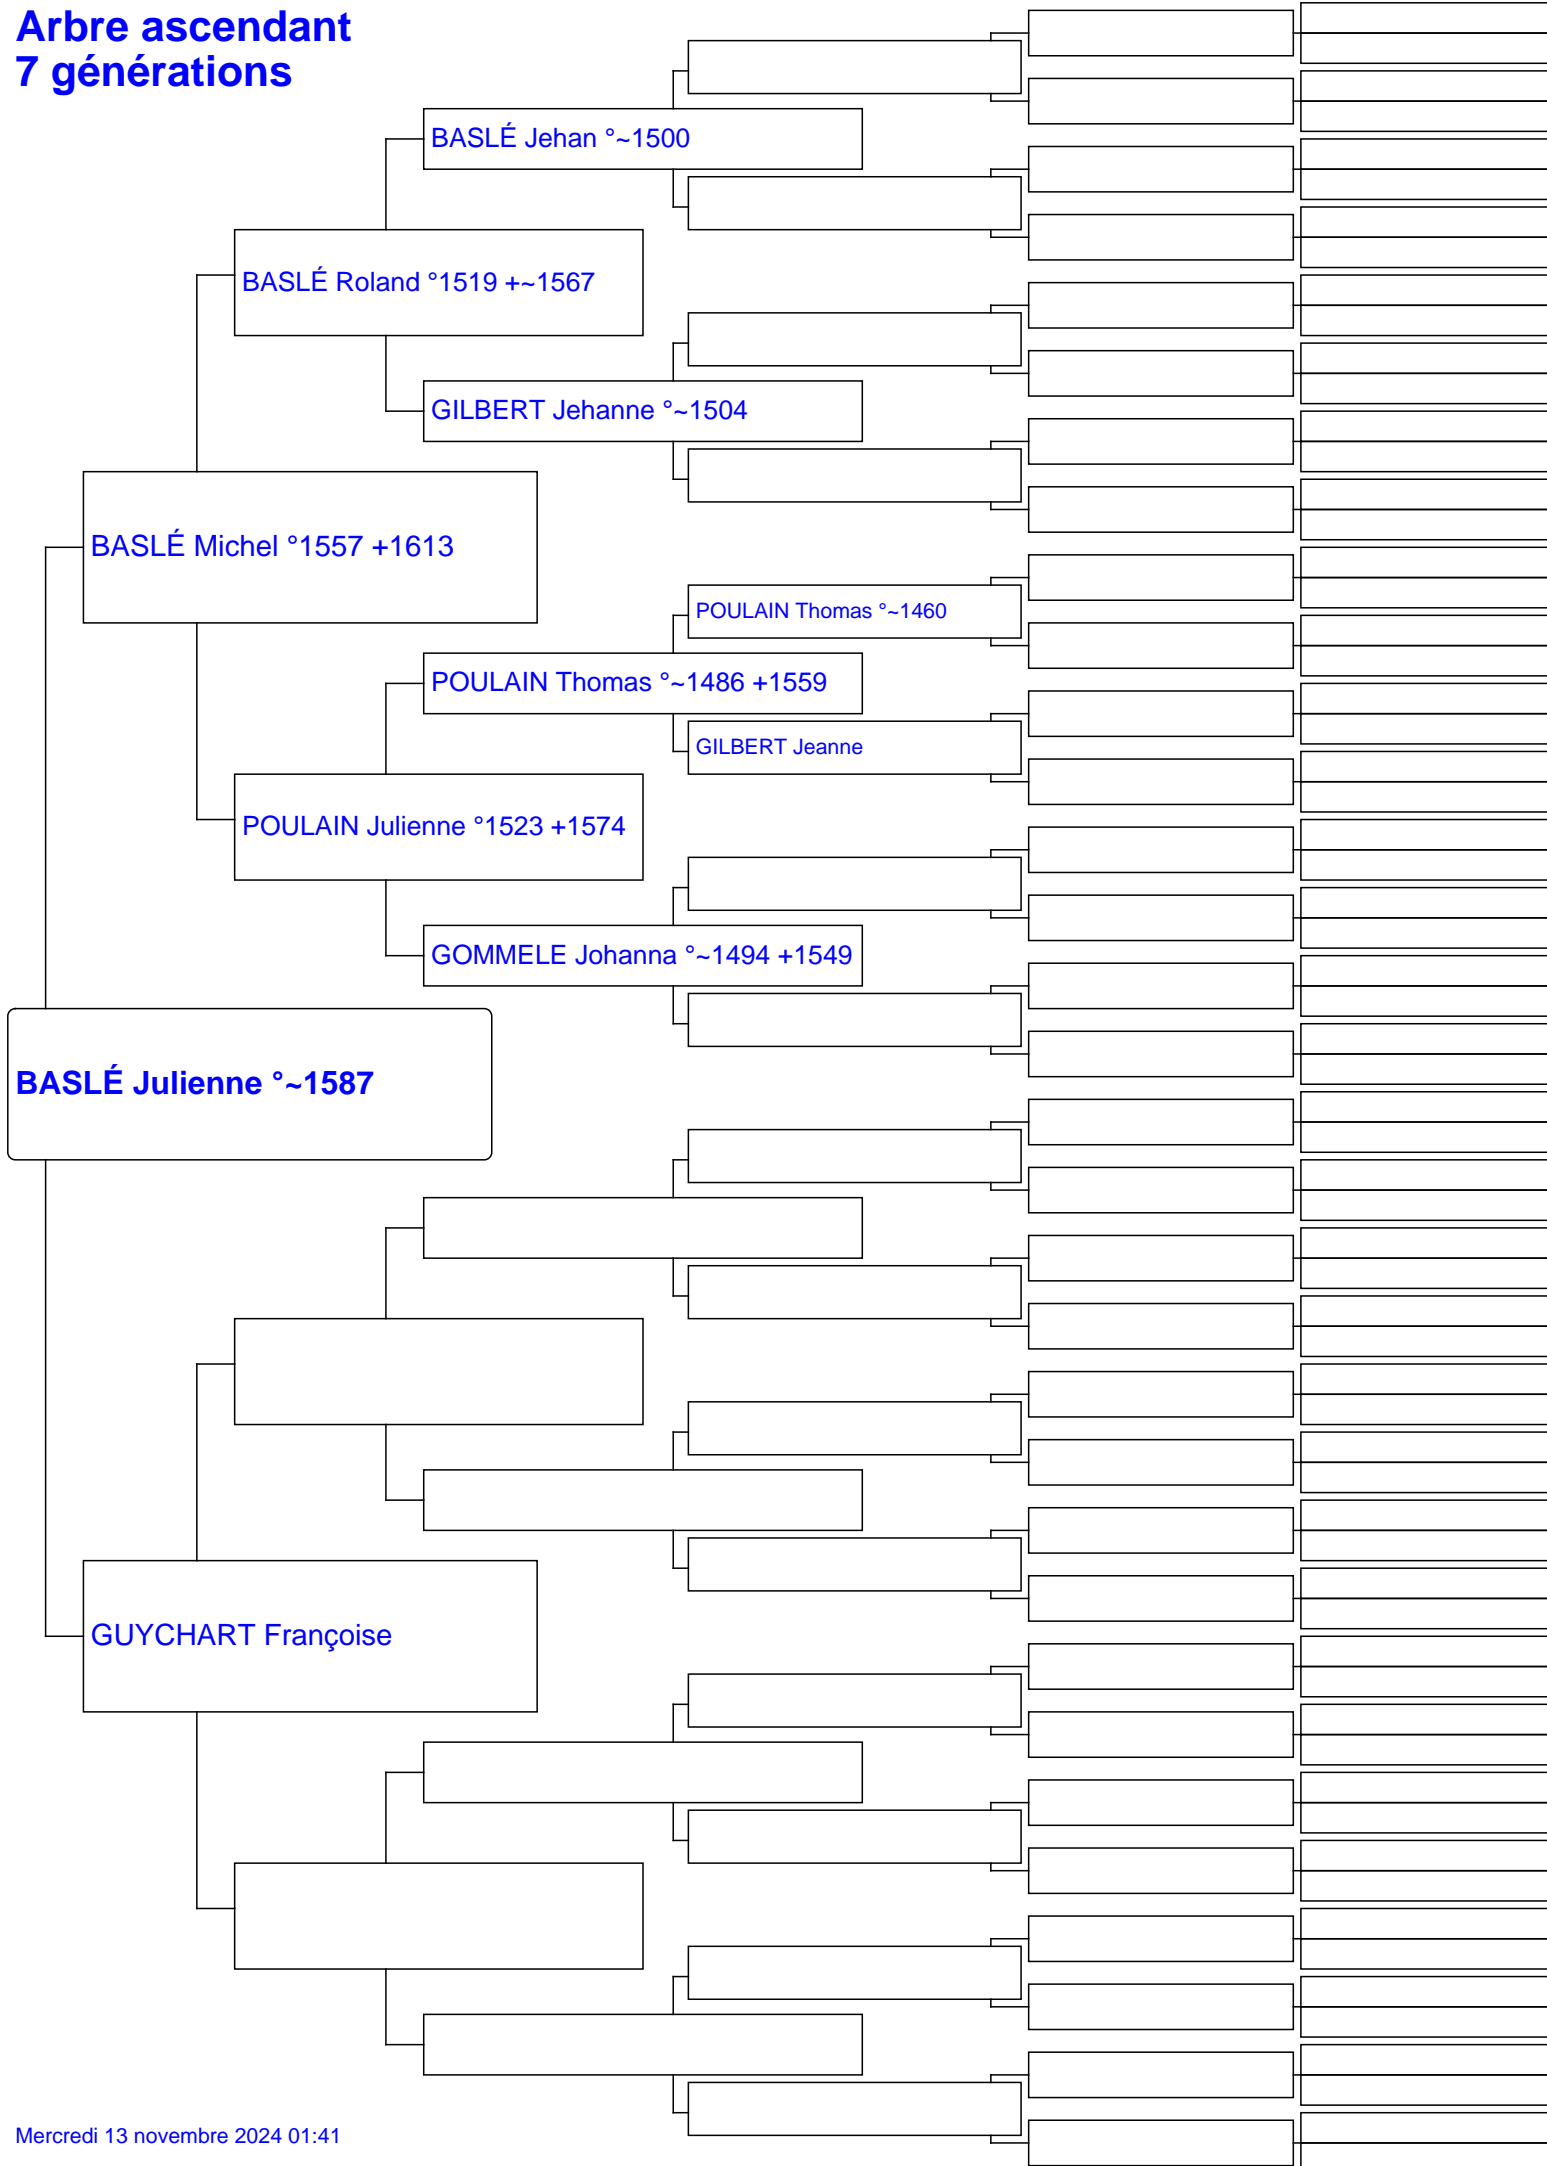 Arbre ascendant
7 générations
BASLÉ Jehan °~1500
BASLÉ Roland °1519 +~1567
GILBERT Jehanne °~1504
BASLÉ Michel °1557 +1613
POULAIN Thomas °~1460
POULAIN Thomas °~1486 +1559
GILBERT Jeanne
POULAIN Julienne °1523 +1574
GOMMELE Johanna °~1494 +1549
BASLÉ Julienne °~1587
GUYCHART Françoise
Mercredi 13 novembre 2024 01:41